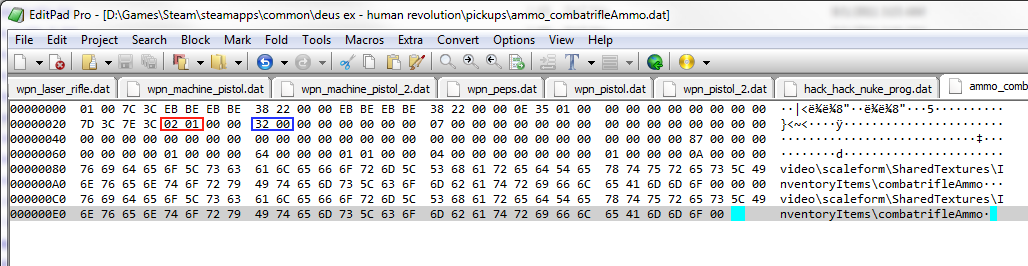 EditPad Pro - [D:\Games\Steam\steamapps\common\deus ex - human revolution\pickups\ammo_combatrifleAmmo.dat]
File Edit Project Search Block Mark Fold Tools Macros Extra Convert Options View Help
wpn_laser_rifle.dat wpn_machine_pistol.dat wpn_machine_pistol_2.dat wpn_peps.dat wpn_pistol.dat wpn_pistol_2.dat hack_hack_nuke_prog.dat ammo_comb
00000000 01 00 7C 3C EB BE EB BE 38 22 00 00 EB BE EB BE 38 22 00 00 0E 35 01 00 00 00 00 00 00 00 00 00 ··|<ë¾ë¾8"··ë¾ë¾8"···5··········
00000020 7D 3C 7E 3C 02 01 00 00 32 00 00 00 00 00 00 00 07 00 00 00 00 00 00 00 00 00 00 00 00 00 00 00 }<~<····ÿ·······················
00000040 00 00 00 00 00 00 00 00 00 00 00 00 00 00 00 00 00 00 00 00 00 00 00 00 00 00 00 00 87 00 00 00 ····························‡···
00000060 00 00 00 00 01 00 00 00 64 00 00 00 01 01 00 00 04 00 00 00 00 00 00 00 01 00 00 00 0A 00 00 00 ········d·······················
00000080 76 69 64 65 6F 5C 73 63 61 6C 65 66 6F 72 6D 5C 53 68 61 72 65 64 54 65 78 74 75 72 65 73 5C 49 video\scaleform\SharedTextures\I
000000A0 6E 76 65 6E 74 6F 72 79 49 74 65 6D 73 5C 63 6F 6D 62 61 74 72 69 66 6C 65 41 6D 6D 6F 00 00 00 nventoryItems\combatrifleAmmo···
000000C0 76 69 64 65 6F 5C 73 63 61 6C 65 66 6F 72 6D 5C 53 68 61 72 65 64 54 65 78 74 75 72 65 73 5C 49 video\scaleform\SharedTextures\I
000000E0 6E 76 65 6E 74 6F 72 79 49 74 65 6D 73 5C 63 6F 6D 62 61 74 72 69 66 6C 65 41 6D 6D 6F 00 nventoryItems\combatrifleAmmo·